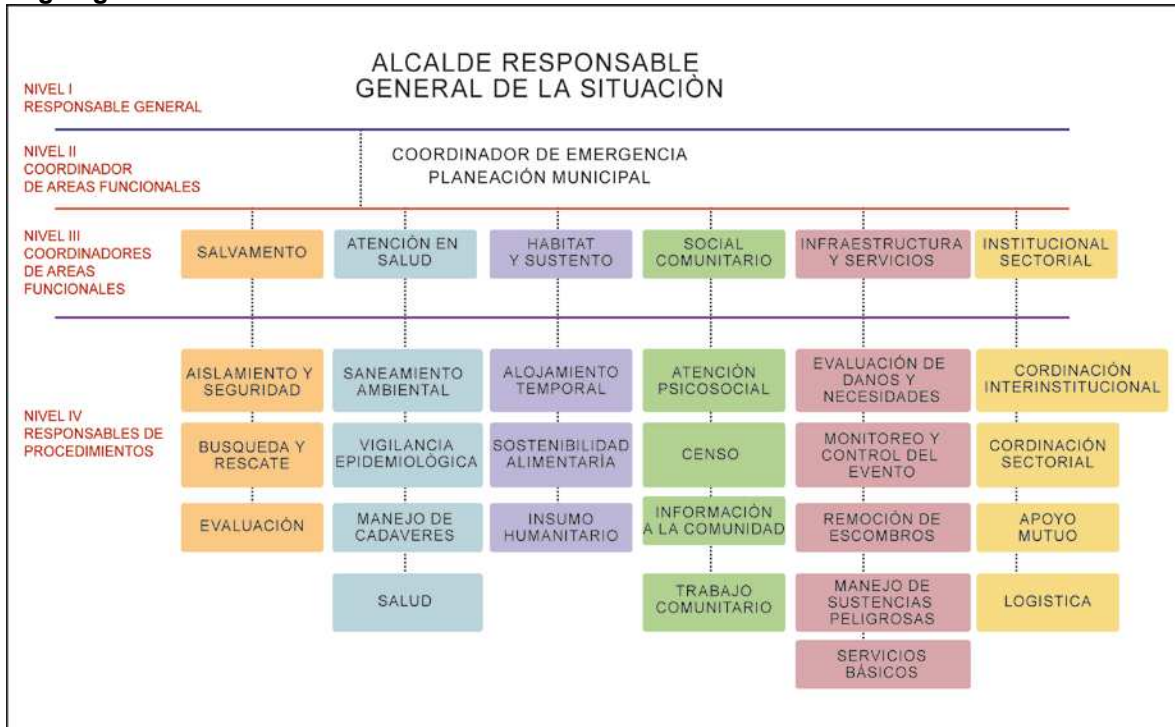 ALCALDE RESPONSABLE
GENERAL DE LA SITUACIÒN
NIVEL I
RESPONSABLE GENERAL
NIVEL II
COORDINADOR
DE AREAS FUNCIONALES
COORDINADOR DE EMERGENCIA
PLANEACIÓN MUNICIPAL
NIVEL III
COORDINADORES
DE AREAS
FUNCIONALES
SALVAMENTO
ATENCIÓN EN
SALUD
HABITAT
Y SUSTENTO
SOCIAL
COMUNITARIO
INFRAESTRUCTURA
Y SERVICIOS
INSTITUCIONAL
SECTORIAL
NIVEL IV
RESPONSABLES DE
PROCEDIMIENTOS
AISLAMIENTO Y
SEGURIDAD
BUSQUEDA Y
RESCATE
EVALUACIÓN
SANEAMIENTO
AMBIENTAL
VIGILANCIA
EPIDEMIOLÒGICA
MANEJO DE
CADAVERES
SALUD
ALOJAMIENTO
TEMPORAL
SOSTENIBILIDAD
ALIMENTARÍA
INSUMO
HUMANITARIO
ATENCIÓN
PSICOSOCIAL
CENSO
INFORMACIÓN
A LA COMUNIDAD
TRABAJO
COMUNITARIO
EVALUACIÓN DE
DANOS Y
NECESIDADES
MONITOREO Y
CONTROL DEL
EVENTO
REMOCIÓN DE
ESCOMBROS
MANEJO DE
SUSTENCIAS
PELIGROSAS
SERVICIOS
BÁSICOS
CORDINACIÓN
INTERINSTITUCIONAL
CORDINACIÓN
SECTORIAL
APOYO
MUTUO
LOGISTICA